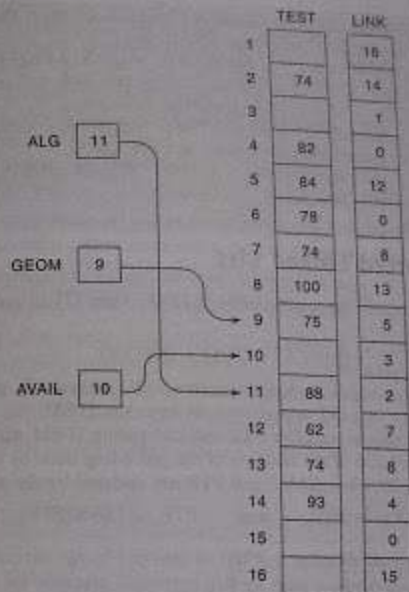 TEST LINK
1 16
2 74 14
3 1
4 82 0
ALG 11
5 84 12
6 78 0
7 74 8
GEOM 9
8 100 13
9 75 5
10 3
AVAIL 10
11 88 2
12 62 7
13 74 6
14 93 4
15 0
16 15